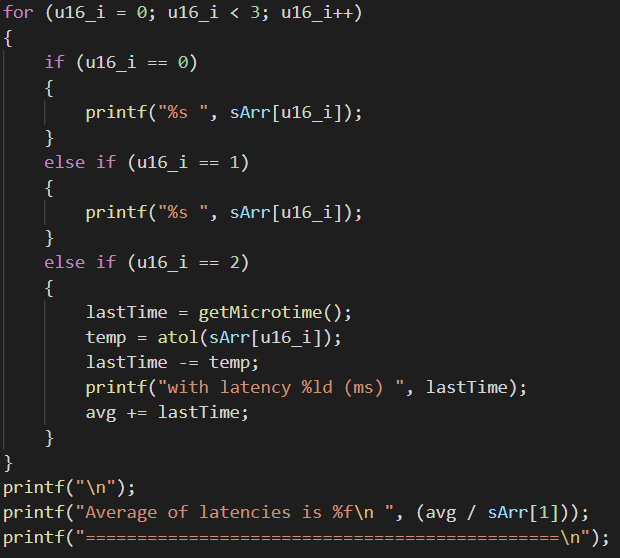 for (u16_i = 0; u16_i < 3; u16_i++)
{
    if (u16_i == 0)
    {
        printf("%s ", sArr[u16_i]);
    }
    else if (u16_i == 1)
    {
        printf("%s ", sArr[u16_i]);
    }
    else if (u16_i == 2)
    {
        lastTime = getMicrotime();
        temp = atol(sArr[u16_i]);
        lastTime -= temp;
        printf("with latency %ld (ms) ", lastTime);
        avg += lastTime;
    }
}
printf("\n");
printf("Average of latencies is %f\n ", (avg / sArr[1]));
printf("==============================================\n");